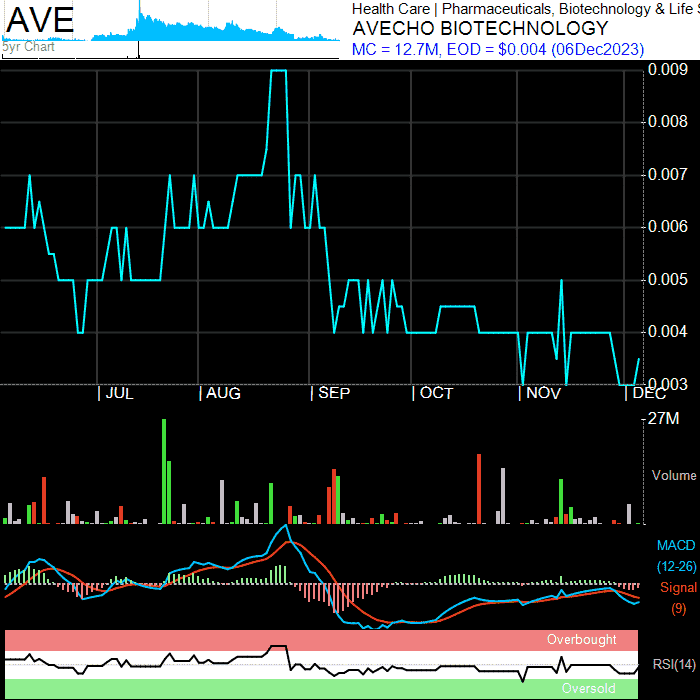 AVE
5yr Chart
Health Care | Pharmaceuticals, Biotechnology & Life S
AVECHO BIOTECHNOLOGY
MC = 12.7M, EOD = $0.004 (06Dec2023)
0.009
0.008
0.007
0.006
0.005
0.004
0.003
| JUL | AUG | SEP | OCT | NOV | DEC
27M
Volume
MACD
(12-26)
Signal
(9)
Overbought
RSI(14)
Oversold